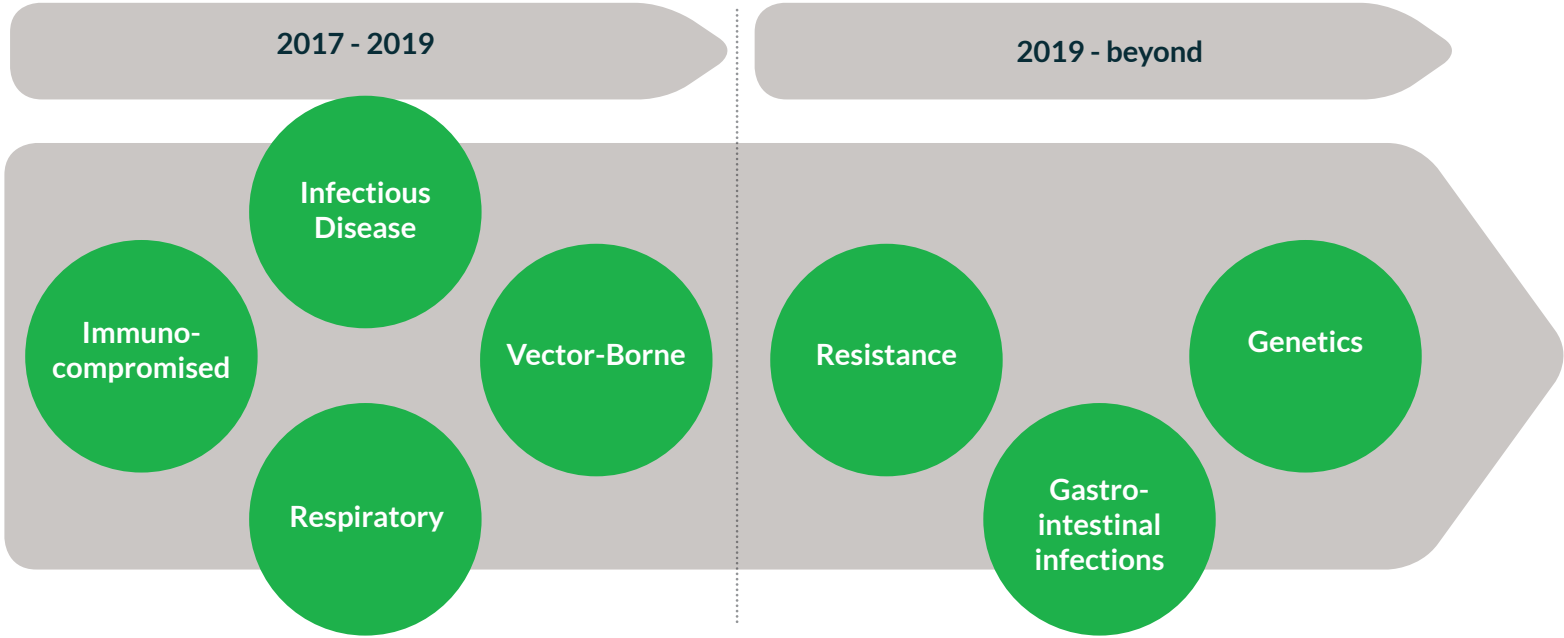 2017 - 2019
2019 - beyond
Infectious
Disease
Immuno-
compromised
Vector-Borne
Respiratory
Resistance
Genetics
Gastro-
intestinal
infections